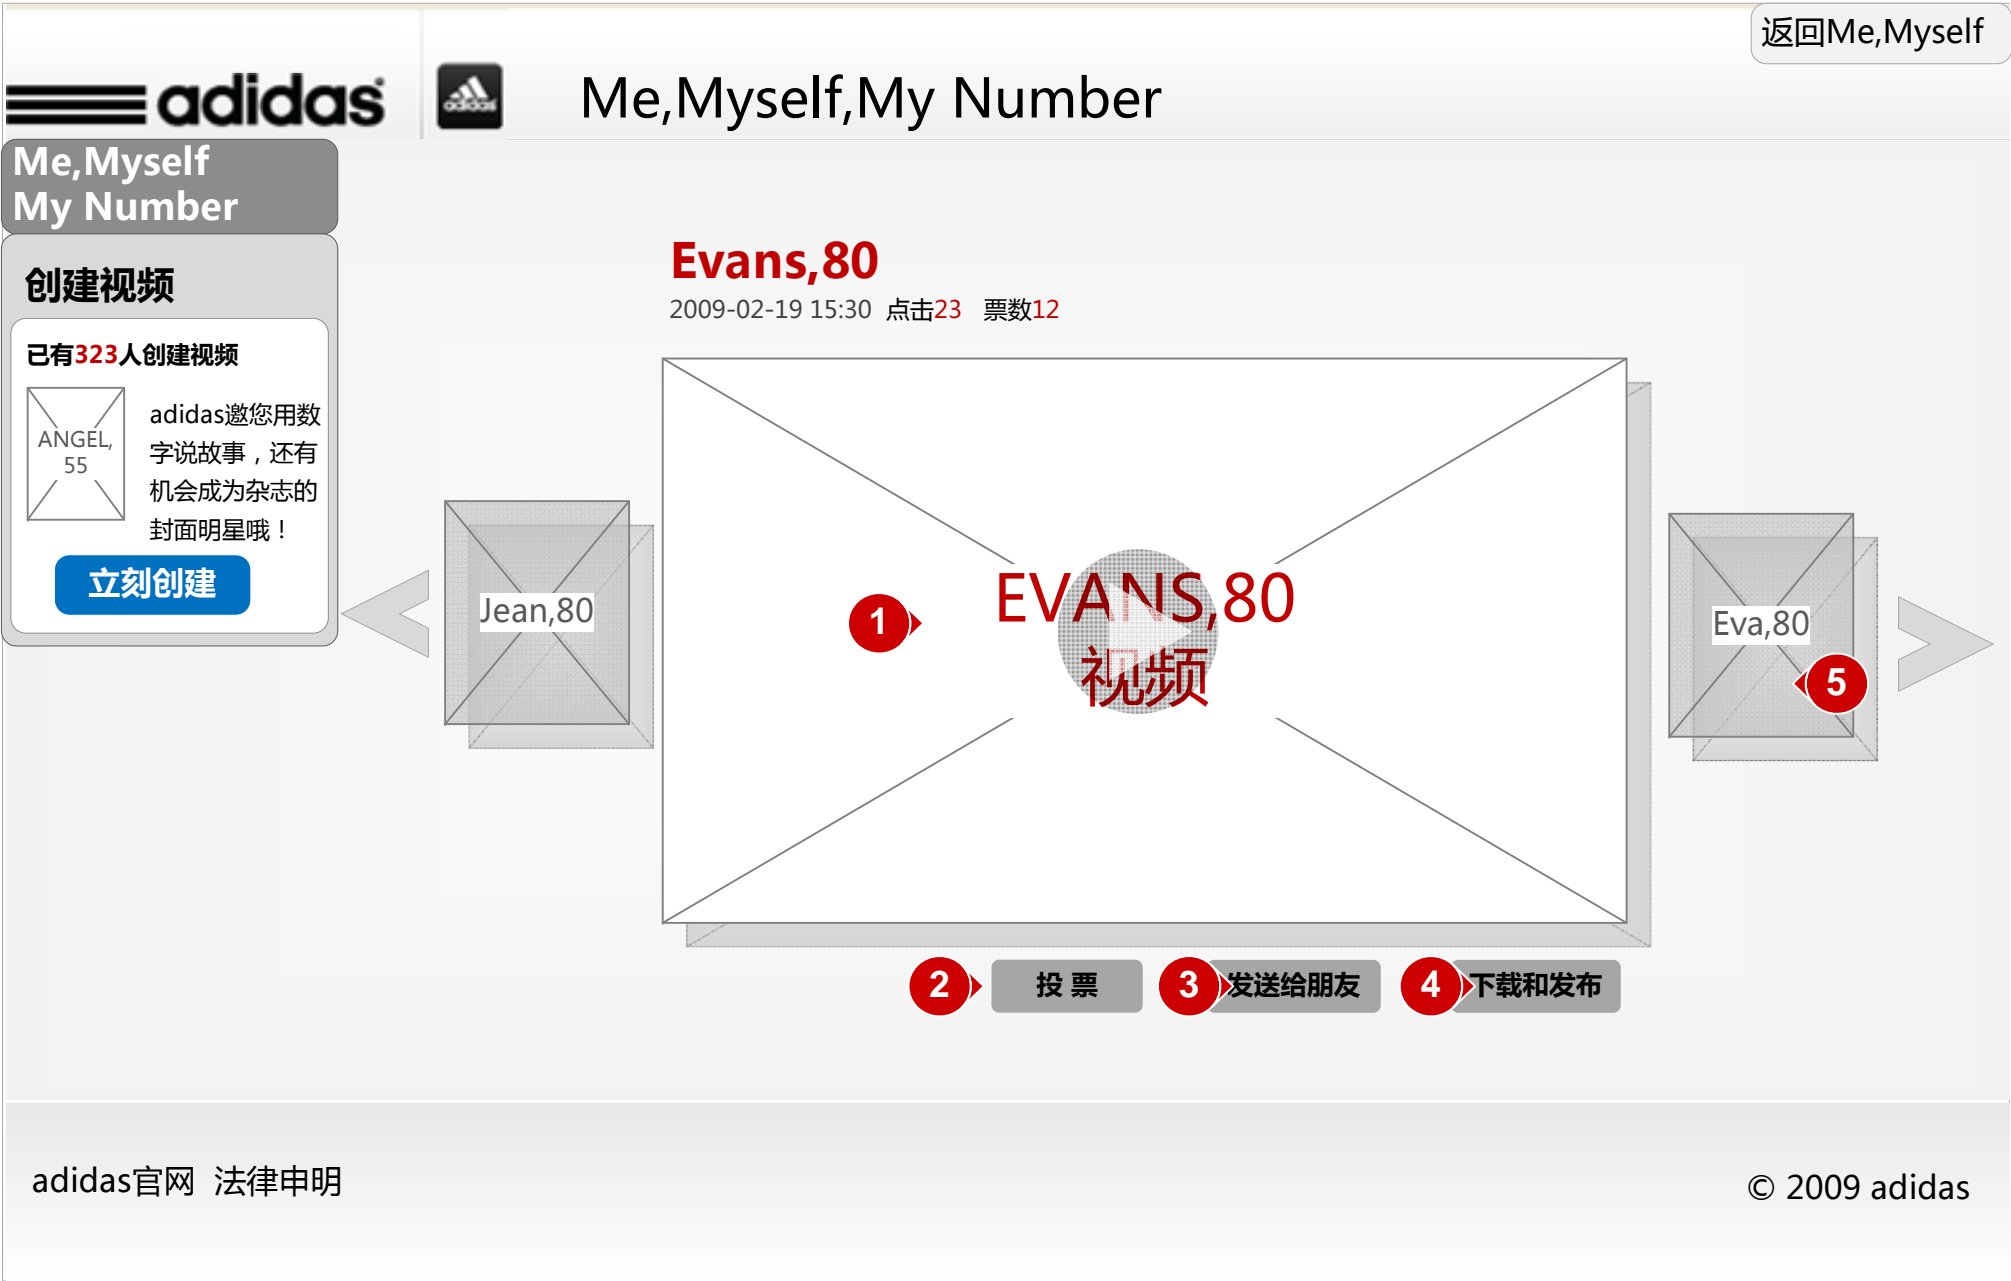 返回Me,Myself
adidas
adidas
Me,Myself,My Number
Me,Myself
My Number
创建视频
已有323人创建视频
ANGEL,
55
adidas邀您用数
字说故事，还有
机会成为杂志的
封面明星哦！
立刻创建
Evans,80
2009-02-19 15:30 点击23 票数12
Jean,80
1
EVANS,80
视频
Eva,80
5
2 投 票
3 发送给朋友
4 下载和发布
adidas官网 法律申明
© 2009 adidas